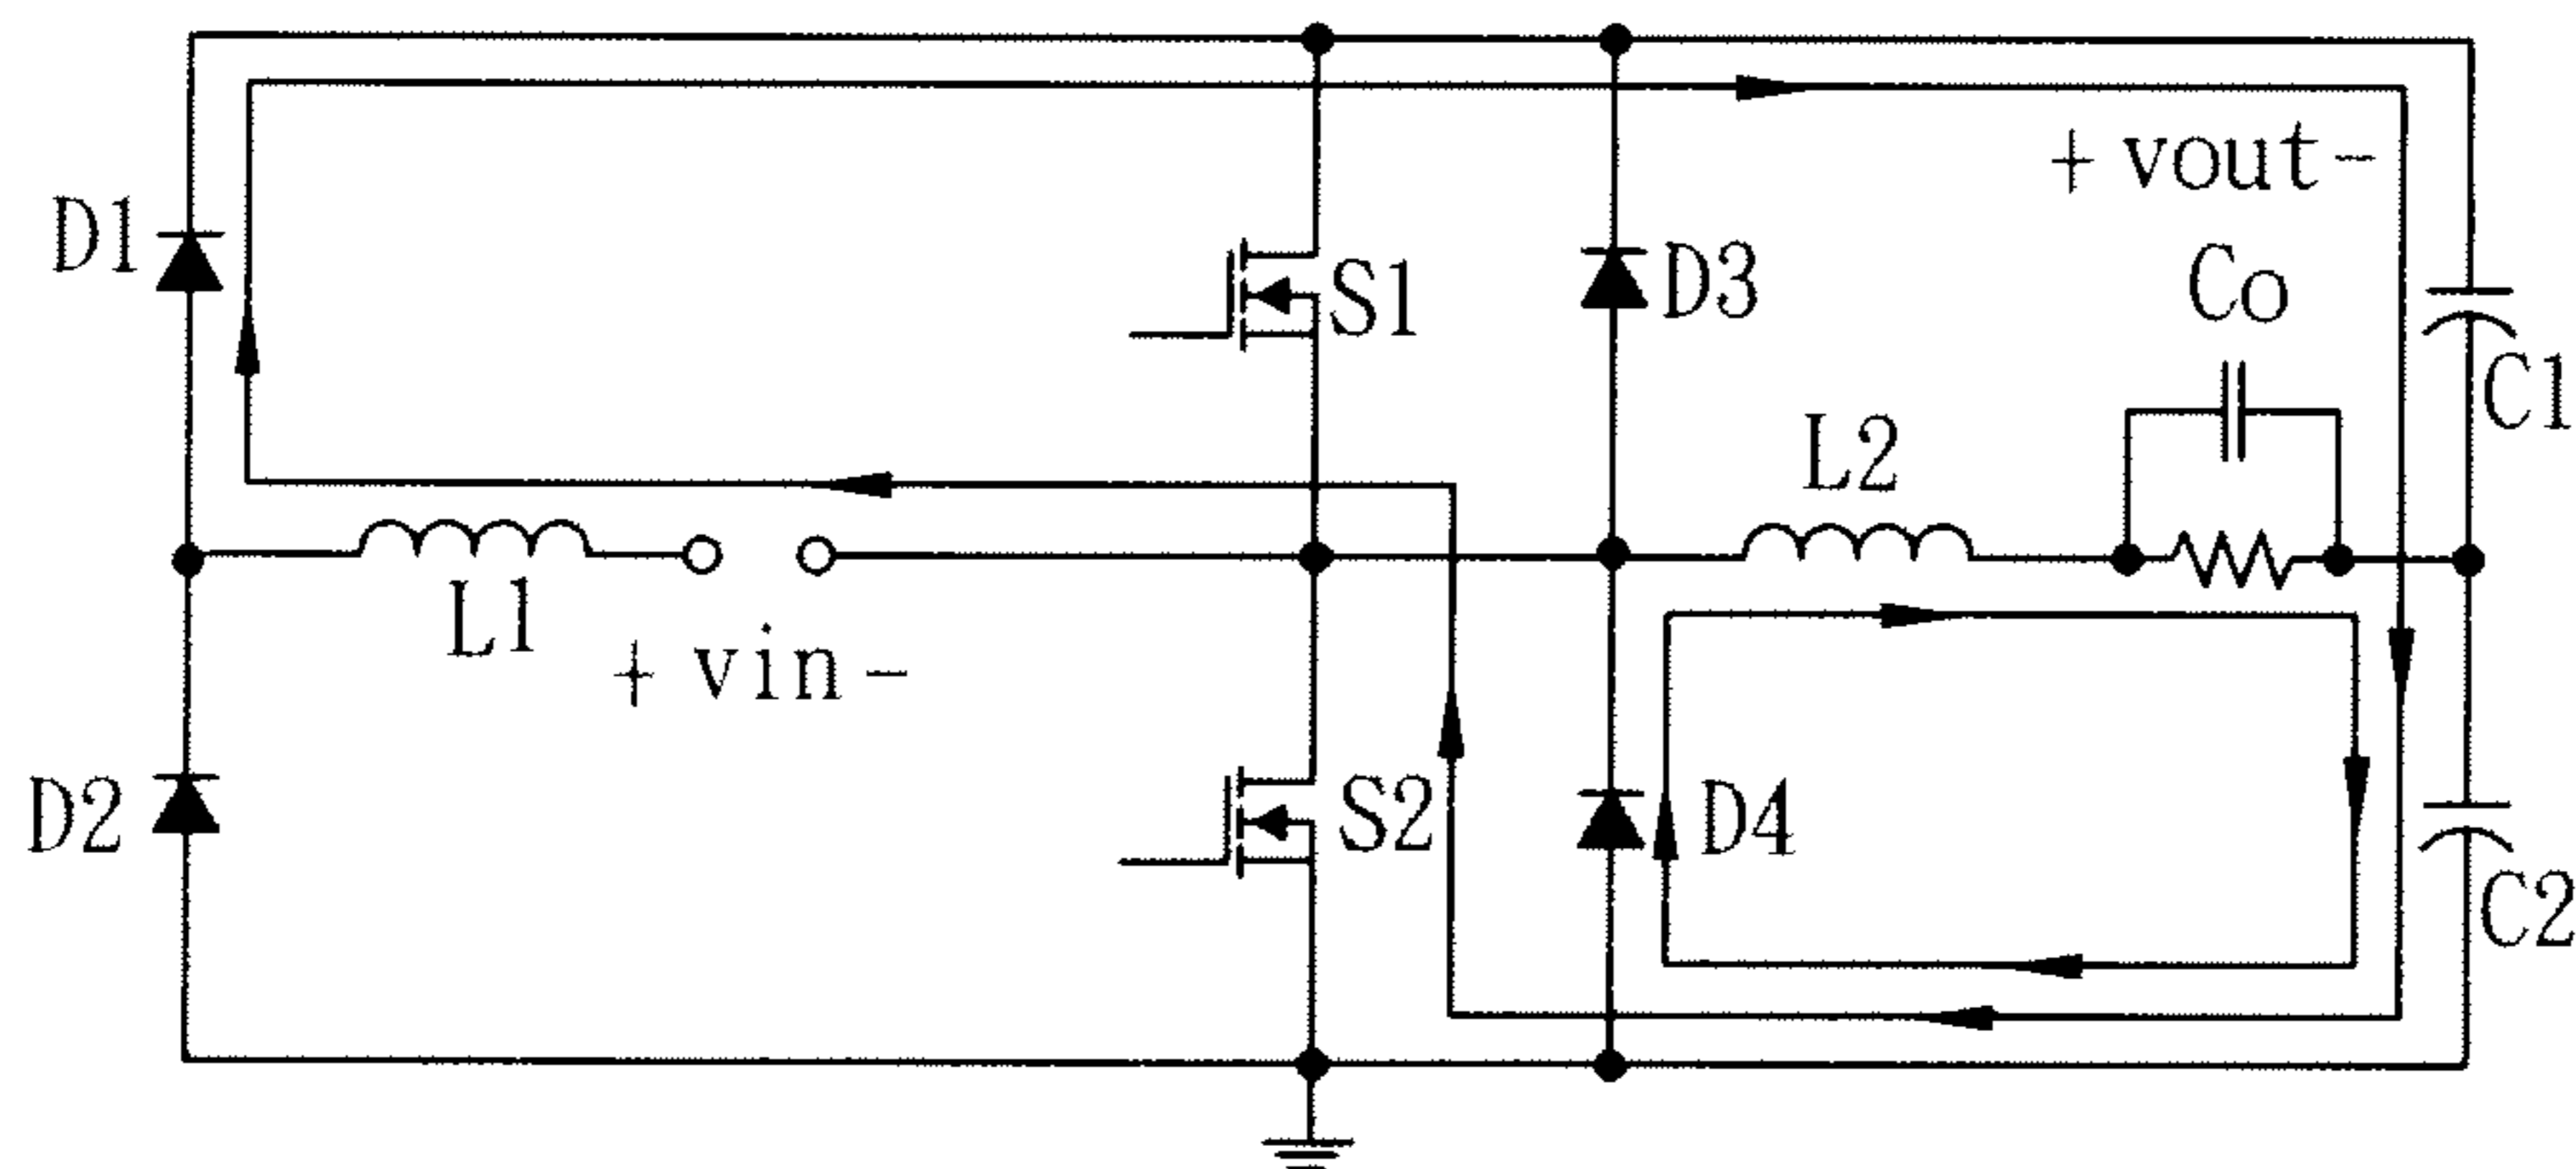 + vout -
D1
S1
D3
Co
C1
L2
L1
+ vin -
D2
S2
D4
C2